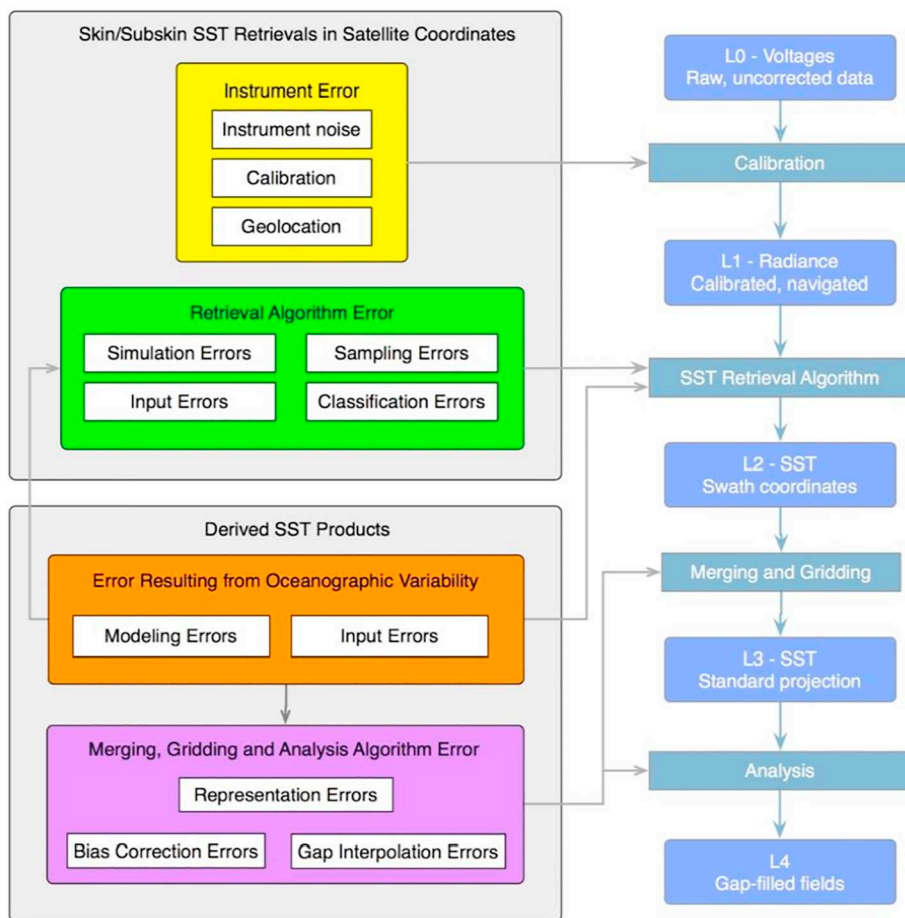 Skin/Subskin SST Retrievals in Satellite Coordinates
Instrument Error
Instrument noise
Calibration
Geolocation
Retrieval Algorithm Error
Simulation Errors
Sampling Errors
Input Errors
Classification Errors
Derived SST Products
Error Resulting from Oceanographic Variability
Modeling Errors
Input Errors
Merging, Gridding and Analysis Algorithm Error
Representation Errors
Bias Correction Errors
Gap Interpolation Errors
L0 - Voltages
Raw, uncorrected data
Calibration
L1 - Radiance
Calibrated, navigated
SST Retrieval Algorithm
L2 - SST
Swath coordinates
Merging and Gridding
L3 - SST
Standard projection
Analysis
L4
Gap-filled fields